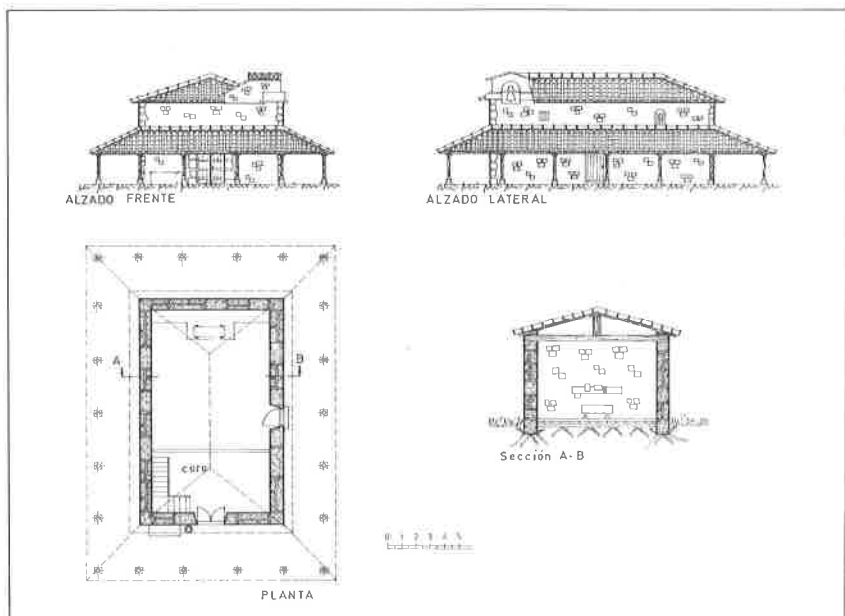 ALZADO FRENTE
ALZADO LATERAL
A
B
coro
Sección A-B
0 1 2 3 4 5
PLANTA